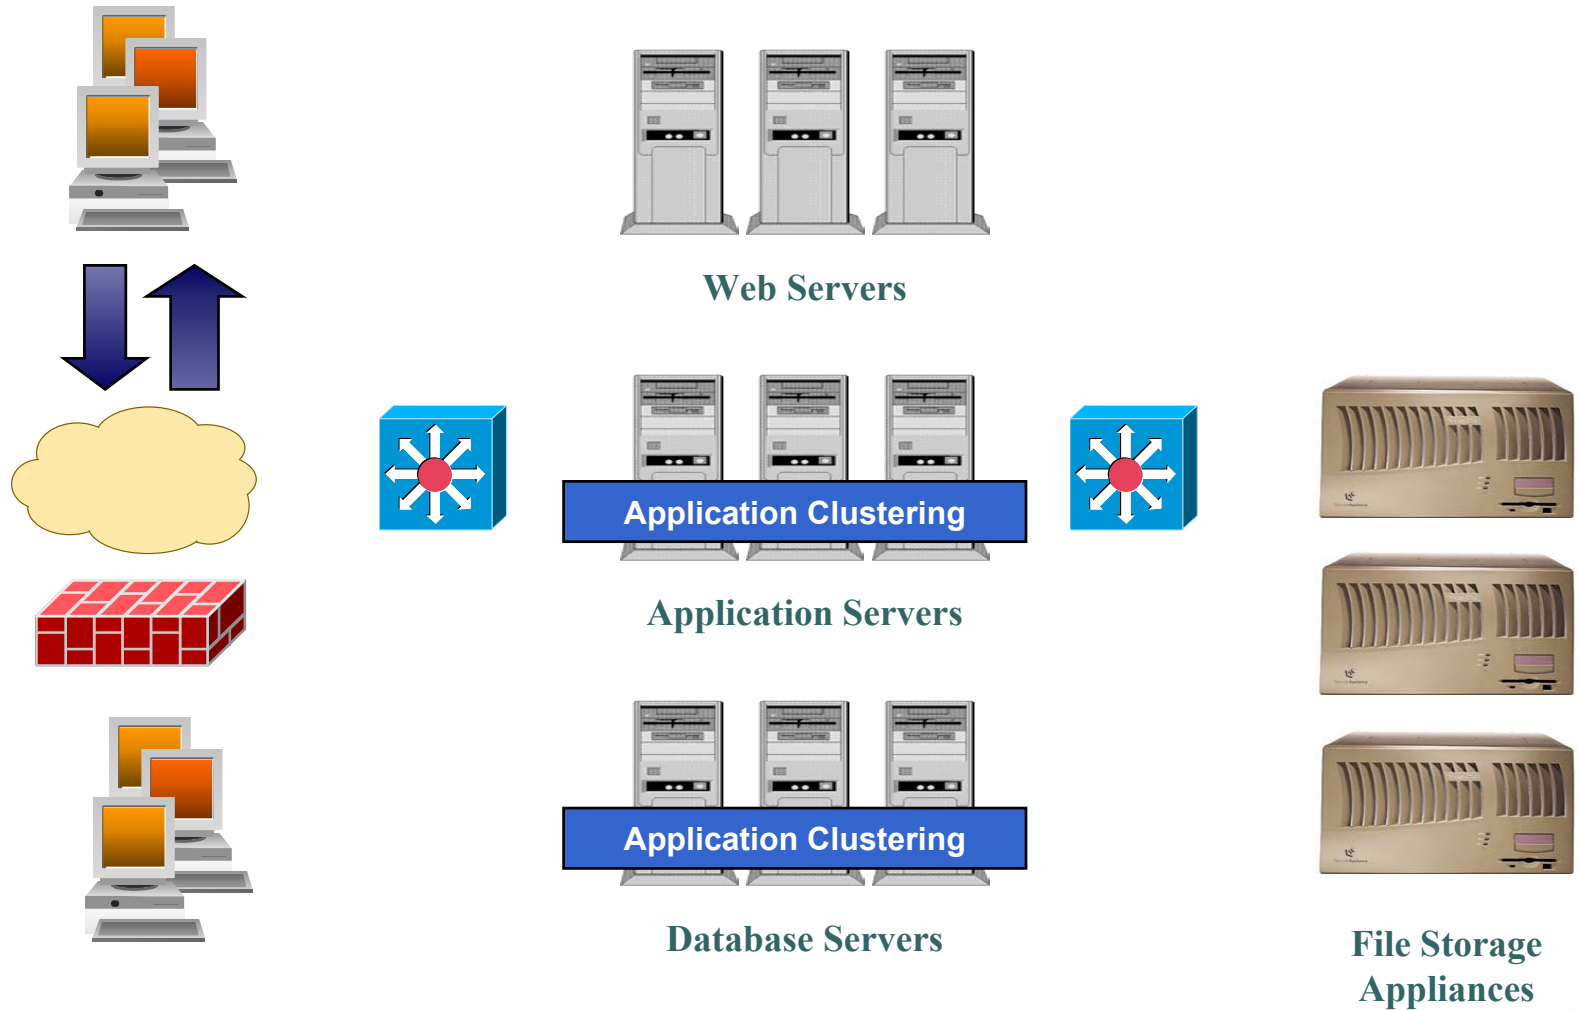 Web Servers
Application Clustering
Application Servers
Application Clustering
Database Servers
File Storage
Appliances